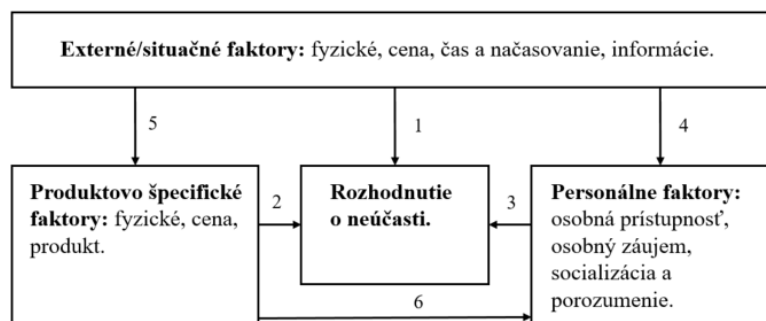 Externé/situačné faktory: fyzické, cena, čas a načasovanie, informácie.
5
1
4
Produktovo špecifické
faktory: fyzické, cena,
produkt.
2
Rozhodnutie
o neúčasti.
3
Personálne faktory:
osobná prístupnosť,
osobný záujem,
socializácia a
porozumenie.
6